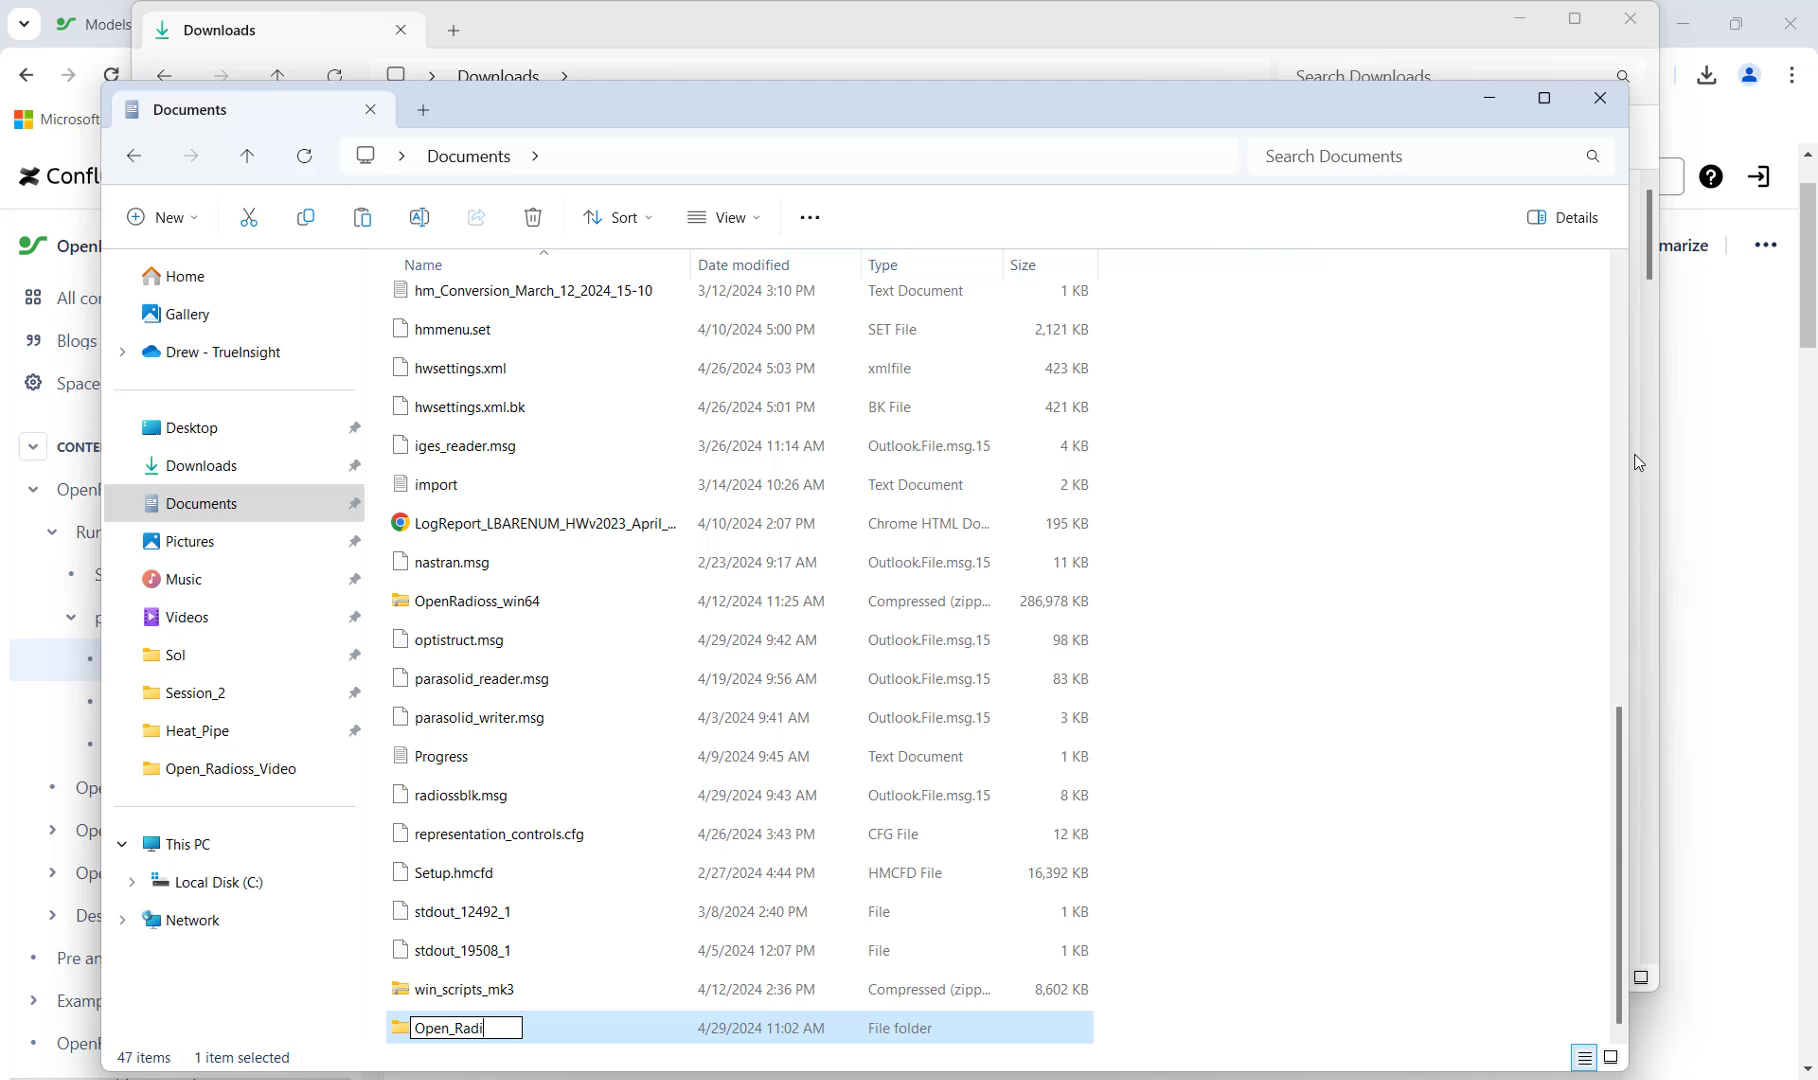 Models
Downloads
Downloads
Search Downloads
Microsoft
Documents
Documents
Search Documents
New
Sort
View
Details
Confl
OpenR
marize
All con
Blogs
Space
CONTE
OpenR
Run
Ope
Ope
Ope
Des
Pre an
Examp
OpenR
Home
Gallery
Drew - TrueInsight
Desktop
Downloads
Documents
Pictures
Music
Videos
Sol
Session_2
Heat_Pipe
Open_Radioss_Video
This PC
Local Disk (C:)
Network
Name Date modified Type Size
hm_Conversion_March_12_2024_15-10 3/12/2024 3:10 PM Text Document 1 KB
hmmenu.set 4/10/2024 5:00 PM SET File 2,121 KB
hwsettings.xml 4/26/2024 5:03 PM xmlfile 423 KB
hwsettings.xml.bk 4/26/2024 5:01 PM BK File 421 KB
iges_reader.msg 3/26/2024 11:14 AM Outlook.File.msg.15 4 KB
import 3/14/2024 10:26 AM Text Document 2 KB
LogReport_LBARENUM_HWv2023_April_... 4/10/2024 2:07 PM Chrome HTML Do... 195 KB
nastran.msg 2/23/2024 9:17 AM Outlook.File.msg.15 11 KB
OpenRadioss_win64 4/12/2024 11:25 AM Compressed (zipp... 286,978 KB
optistruct.msg 4/29/2024 9:42 AM Outlook.File.msg.15 98 KB
parasolid_reader.msg 4/19/2024 9:56 AM Outlook.File.msg.15 83 KB
parasolid_writer.msg 4/3/2024 9:41 AM Outlook.File.msg.15 3 KB
Progress 4/9/2024 9:45 AM Text Document 1 KB
radiossblk.msg 4/29/2024 9:43 AM Outlook.File.msg.15 8 KB
representation_controls.cfg 4/26/2024 3:43 PM CFG File 12 KB
Setup.hmcfd 2/27/2024 4:44 PM HMCFD File 16,392 KB
stdout_12492_1 3/8/2024 2:40 PM File 1 KB
stdout_19508_1 4/5/2024 12:07 PM File 1 KB
win_scripts_mk3 4/12/2024 2:36 PM Compressed (zipp... 8,602 KB
Open_Radi 4/29/2024 11:02 AM File folder
47 items 1 item selected